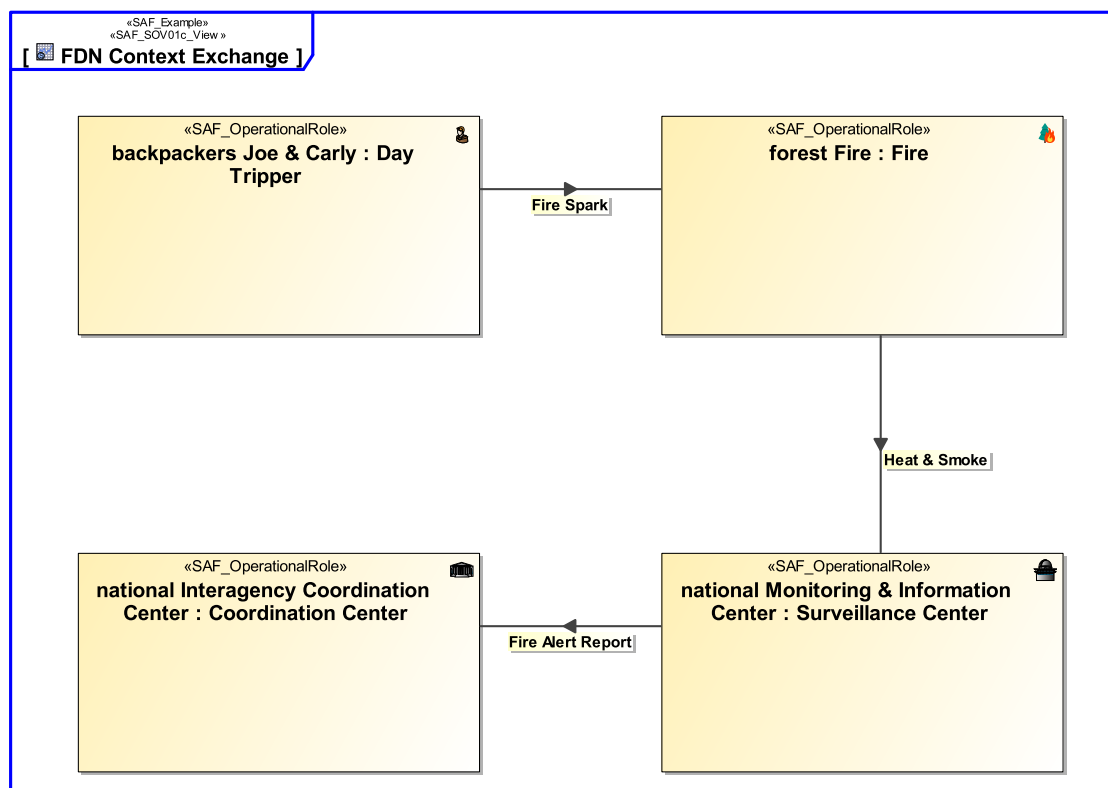 «SAF_Example»
«SAF_SOV01c_View»
[ FDN Context Exchange ]
«SAF_OperationalRole»
backpackers Joe & Carly : Day
Tripper
«SAF_OperationalRole»
forest Fire : Fire
Fire Spark
Heat & Smoke
«SAF_OperationalRole»
national Interagency Coordination
Center : Coordination Center
«SAF_OperationalRole»
national Monitoring & Information
Center : Surveillance Center
Fire Alert Report